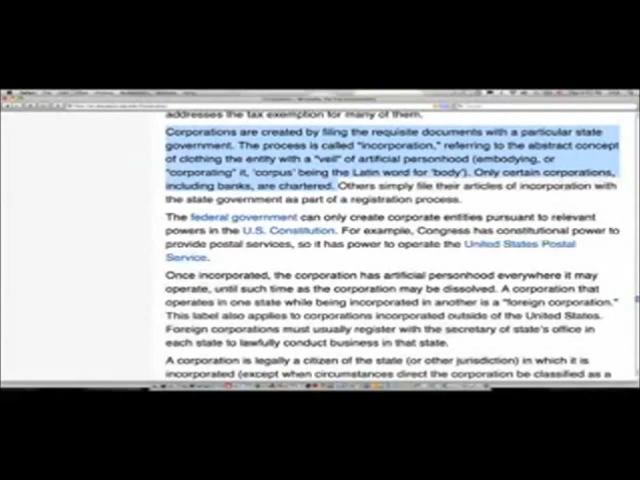 addresses the tax exemption for many of them.
Corporations are created by filing the requisite documents with a particular state
government. The process is called "incorporation," referring to the abstract concept
of clothing the entity with a "veil" of artificial personhood (embodying, or
"corporating" it, 'corpus' being the Latin word for 'body'). Only certain corporations,
including banks, are chartered. Others simply file their articles of incorporation with
the state government as part of a registration process.
The federal government can only create corporate entities pursuant to relevant
powers in the U.S. Constitution. For example, Congress has constitutional power to
provide postal services, so it has power to operate the United States Postal
Service.
Once incorporated, the corporation has artificial personhood everywhere it may
operate, until such time as the corporation may be dissolved. A corporation that
operates in one state while being incorporated in another is a "foreign corporation."
This label also applies to corporations incorporated outside of the United States.
Foreign corporations must usually register with the secretary of state's office in
each state to lawfully conduct business in that state.
A corporation is legally a citizen of the state (or other jurisdiction) in which it is
incorporated (except when circumstances direct the corporation be classified as a